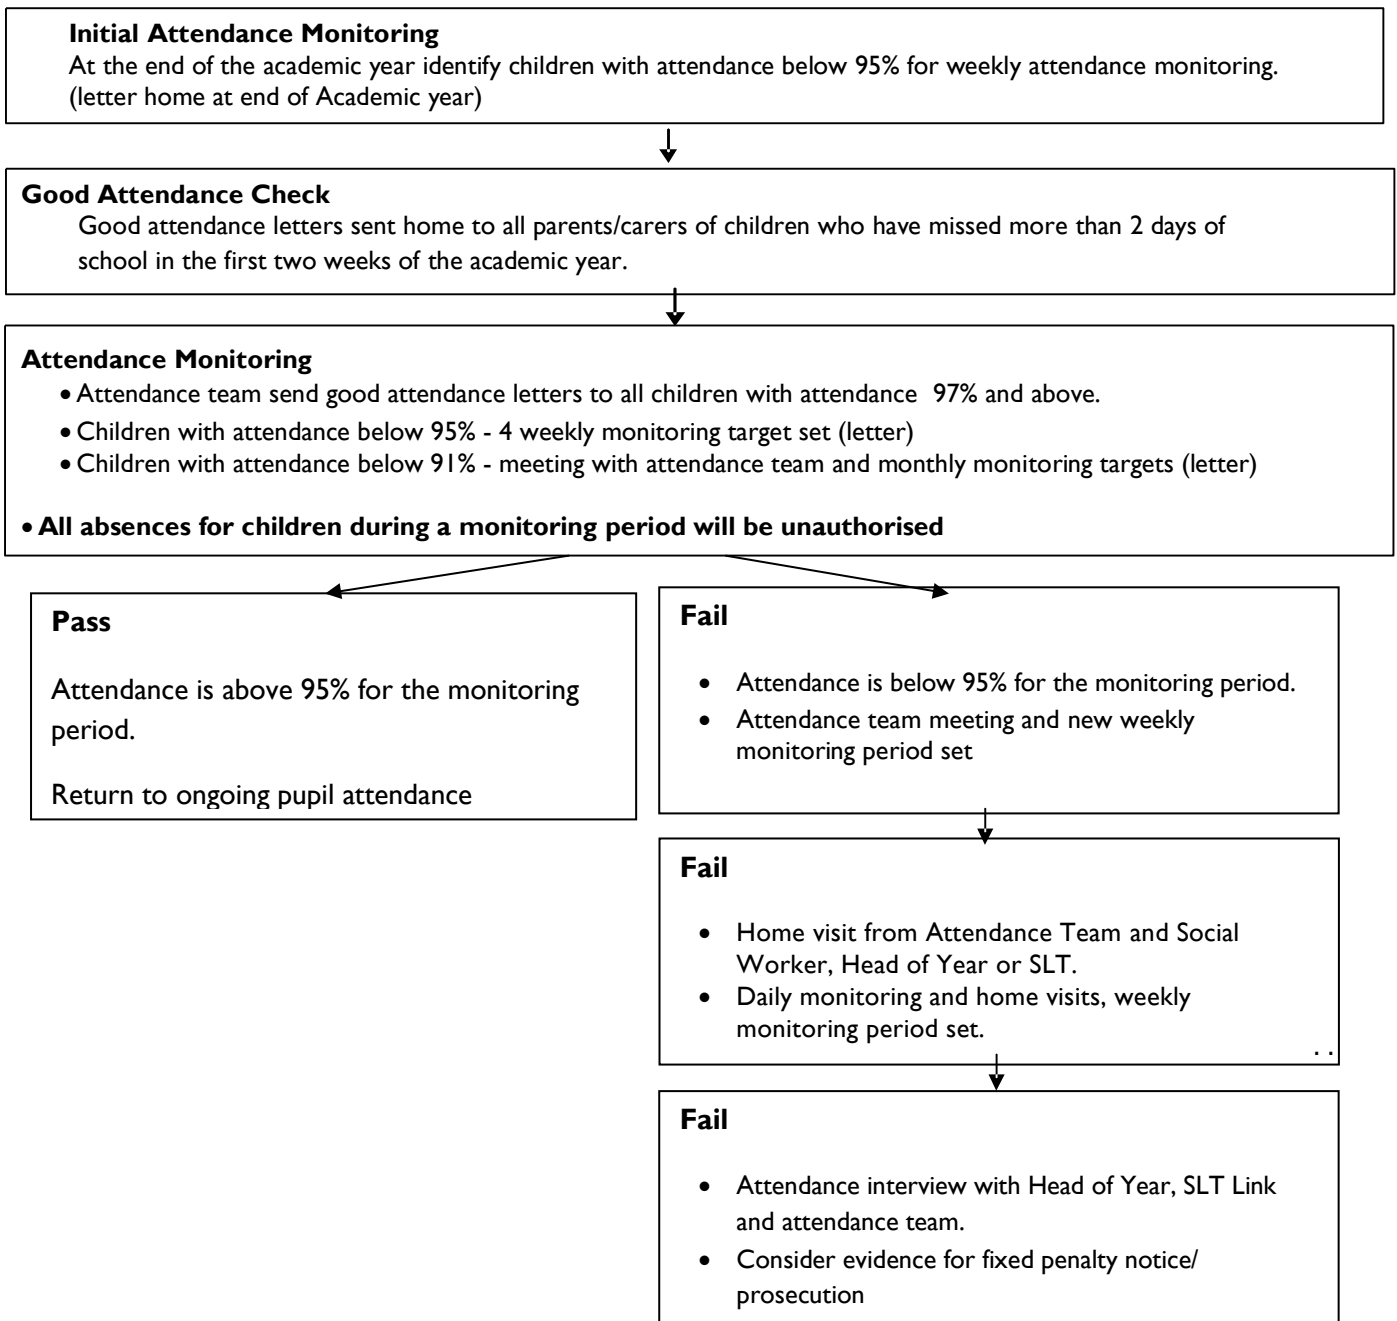 Initial Attendance Monitoring
At the end of the academic year identify children with attendance below 95% for weekly attendance monitoring.
(letter home at end of Academic year)
Good Attendance Check
Good attendance letters sent home to all parents/carers of children who have missed more than 2 days of
school in the first two weeks of the academic year.
Attendance Monitoring
• Attendance team send good attendance letters to all children with attendance  97% and above.
• Children with attendance below 95% - 4 weekly monitoring target set (letter)
• Children with attendance below 91% - meeting with attendance team and monthly monitoring targets (letter)
• All absences for children during a monitoring period will be unauthorised
Pass
Attendance is above 95% for the monitoring
period.
Return to ongoing pupil attendance
Fail
• Attendance is below 95% for the monitoring period.
• Attendance team meeting and new weekly
monitoring period set
Fail
• Home visit from Attendance Team and Social
Worker, Head of Year or SLT.
• Daily monitoring and home visits, weekly
monitoring period set.
. .
Fail
• Attendance interview with Head of Year, SLT Link
and attendance team.
• Consider evidence for fixed penalty notice/
prosecution